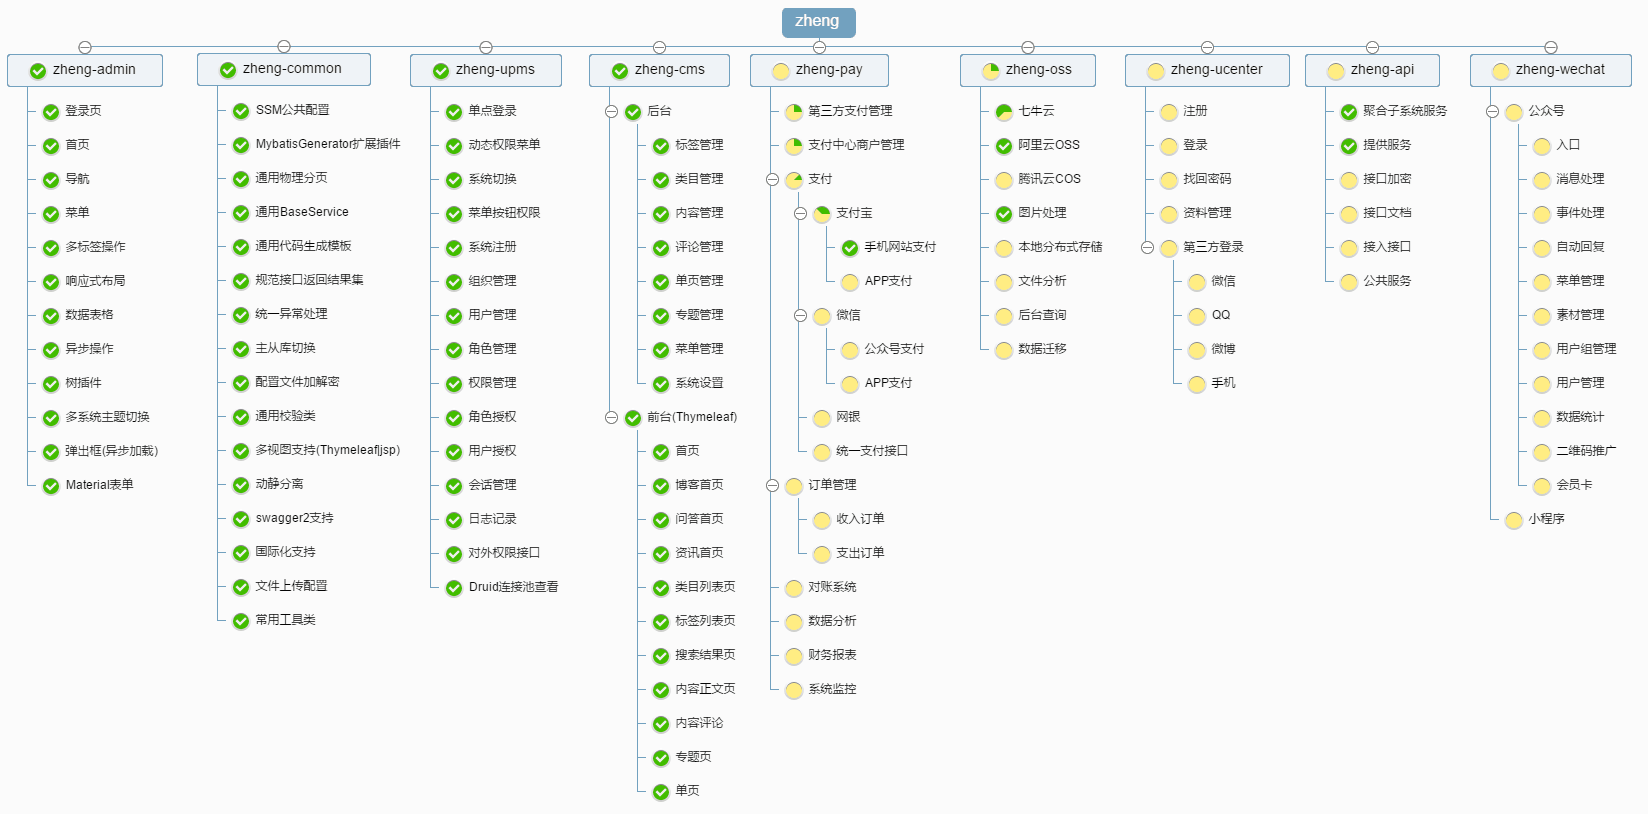 zheng
zheng-admin
登录页
首页
导航
菜单
多标签操作
响应式布局
数据表格
异步操作
树插件
多系统主题切换
弹出框(异步加载)
Material表单
zheng-common
SSM公共配置
MybatisGenerator扩展插件
通用物理分页
通用BaseService
通用代码生成模板
规范接口返回结果集
统一异常处理
主从库切换
配置文件加解密
通用校验类
多视图支持(Thymeleaf|jsp)
动静分离
swagger2支持
国际化支持
文件上传配置
常用工具类
zheng-upms
单点登录
动态权限菜单
系统切换
菜单按钮权限
系统注册
组织管理
用户管理
角色管理
权限管理
角色授权
用户授权
会话管理
日志记录
对外权限接口
Druid连接池查看
zheng-cms
后台
标签管理
类目管理
内容管理
评论管理
单页管理
专题管理
菜单管理
系统设置
前台(Thymeleaf)
首页
博客首页
问答首页
资讯首页
类目列表页
标签列表页
搜索结果页
内容正文页
内容评论
专题页
单页
zheng-pay
第三方支付管理
支付中心商户管理
支付
支付宝
手机网站支付
APP支付
微信
公众号支付
APP支付
网银
统一支付接口
订单管理
收入订单
支出订单
对账系统
数据分析
财务报表
系统监控
zheng-oss
七牛云
阿里云OSS
腾讯云COS
图片处理
本地分布式存储
文件分析
后台查询
数据迁移
zheng-ucenter
注册
登录
找回密码
资料管理
第三方登录
微信
QQ
微博
手机
zheng-api
聚合子系统服务
提供服务
接口加密
接口文档
接入接口
公共服务
zheng-wechat
公众号
入口
消息处理
事件处理
自动回复
菜单管理
素材管理
用户组管理
用户管理
数据统计
二维码推广
会员卡
小程序